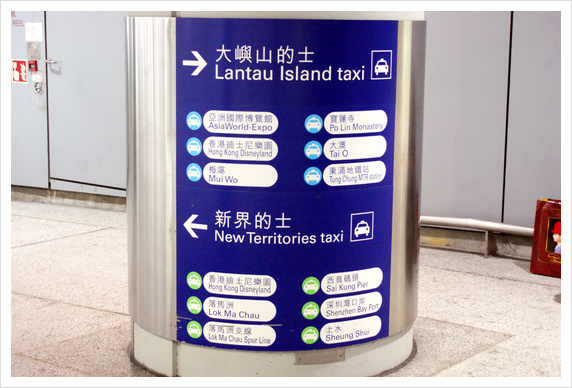 大嶼山的士
Lantau Island taxi
亞洲國際博覽館
AsiaWorld-Expo
寶蓮寺
Po Lin Monastery
香港迪士尼樂園
Hong Kong Disneyland
大澳
Tai O
梅窩
Mui Wo
東涌地鐵站
Tung Chung MTR station
新界的士
New Territories taxi
香港迪士尼樂園
Hong Kong Disneyland
西貢碼頭
Sai Kung Pier
落馬洲
Lok Ma Chau
深圳灣口岸
Shenzhen Bay Port
落馬洲支線
Lok Ma Chau Spur Line
上水
Sheung Shui